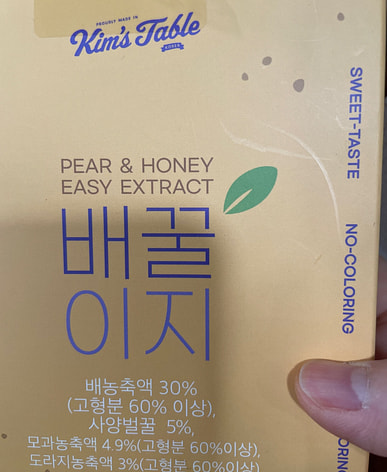 PROUDLY MADE IN
Kim's Table
KOREA
SWEET-TASTE
NO-COLORING
PEAR & HONEY
EASY EXTRACT
배꿀
이지
배농축액 30%
(고형분 60% 이상),
사양벌꿀 5%,
모과농축액 4.9%(고형분 60%이상),
도라지농축액 3%(고형분 60%이상)